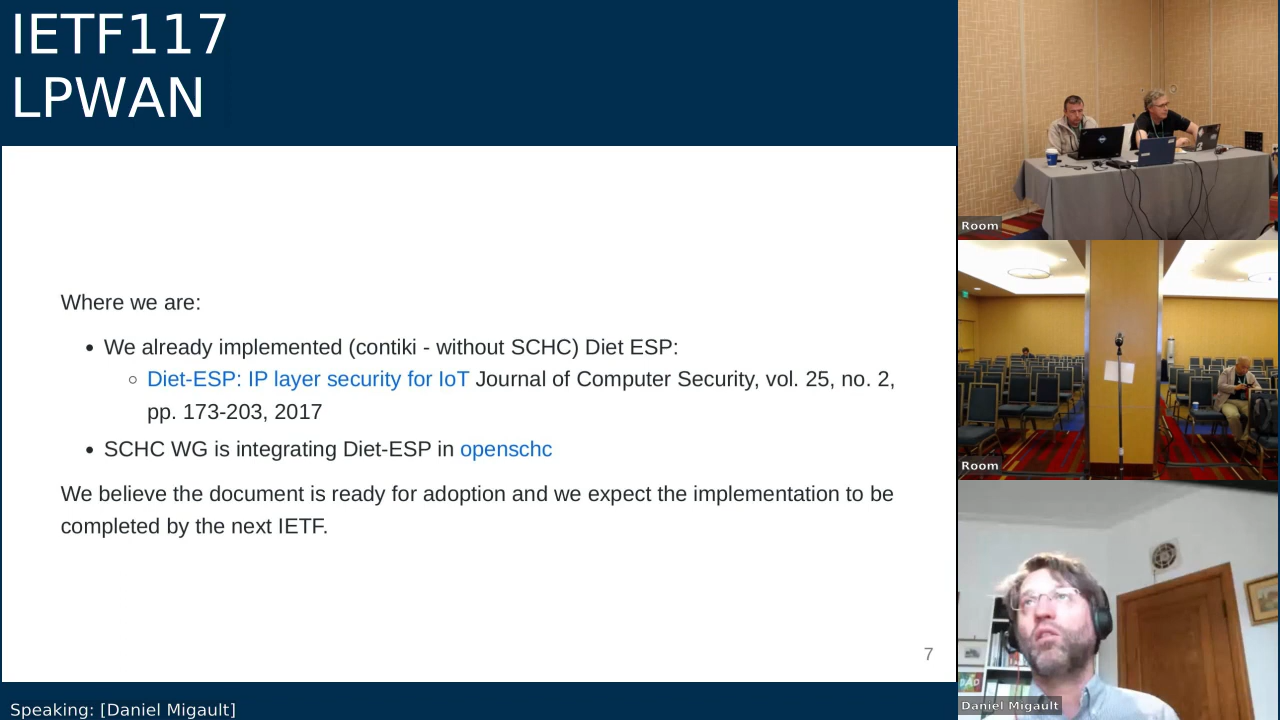 IETF117
LPWAN
Where we are:
• We already implemented (contiki - without SCHC) Diet ESP:
○ Diet-ESP: IP layer security for IoT Journal of Computer Security, vol. 25, no. 2,
pp. 173-203, 2017
• SCHC WG is integrating Diet-ESP in openschc
We believe the document is ready for adoption and we expect the implementation to be
completed by the next IETF.
7
Speaking: [Daniel Migault]
Room
Room
Daniel Migault